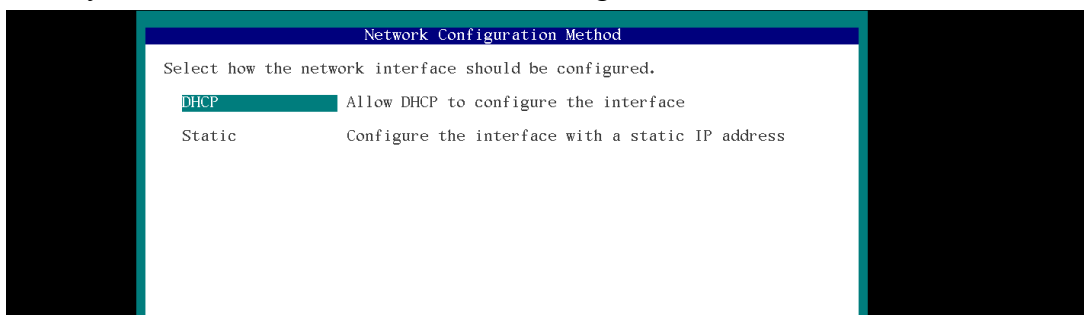 Network Configuration Method
Select how the network interface should be configured.
DHCP Allow DHCP to configure the interface
Static Configure the interface with a static IP address